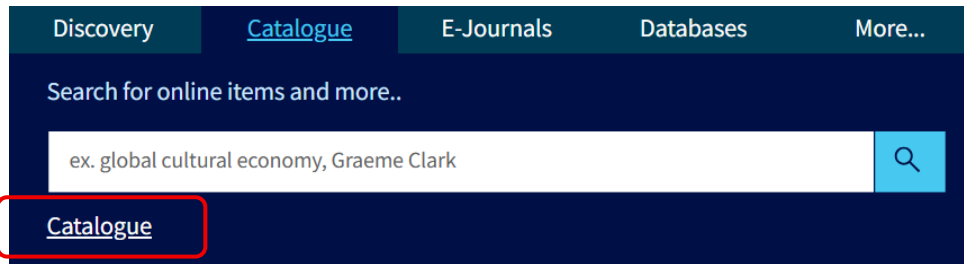 Discovery Catalogue E-Journals Databases More...
Search for online items and more..
ex. global cultural economy, Graeme Clark
Catalogue